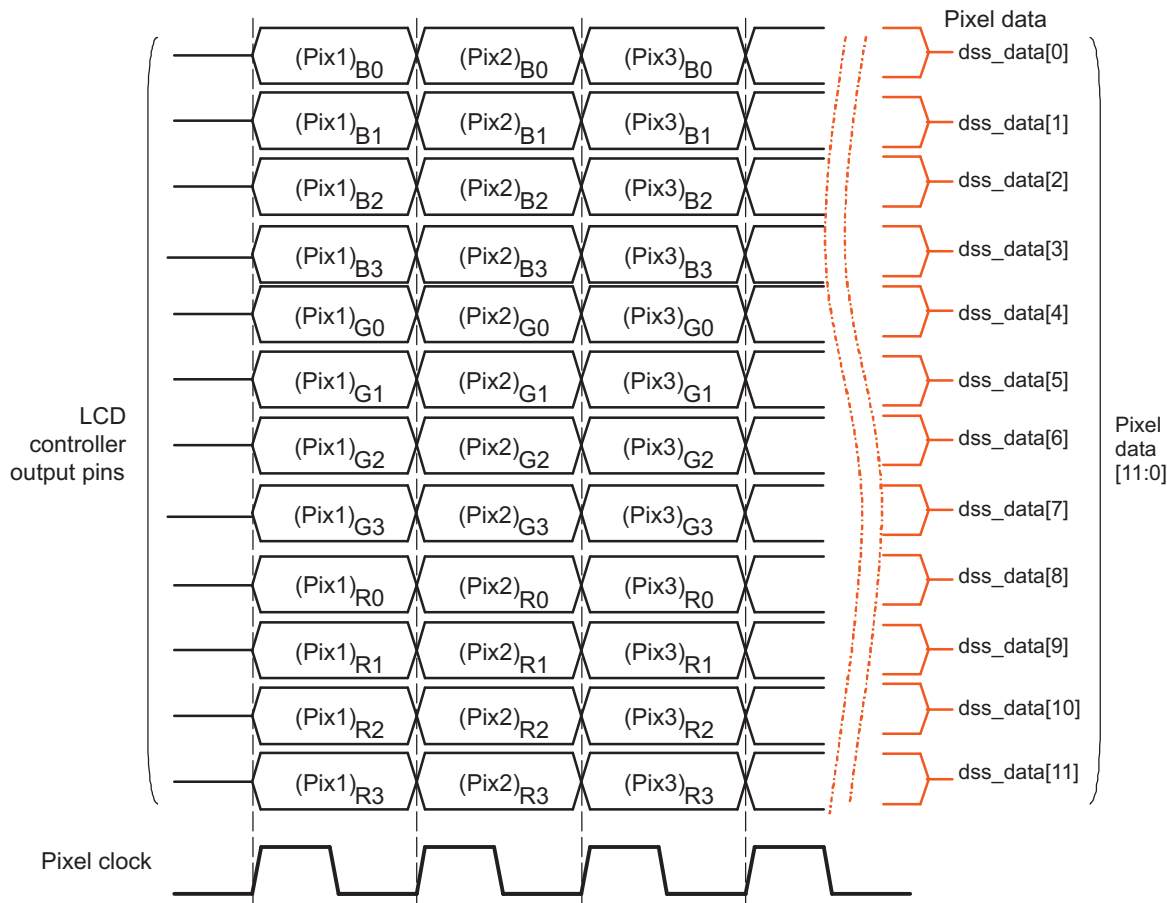 Pixel data
(Pix1)B0 (Pix2)B0 (Pix3)B0 dss_data[0]
(Pix1)B1 (Pix2)B1 (Pix3)B1 dss_data[1]
(Pix1)B2 (Pix2)B2 (Pix3)B2 dss_data[2]
(Pix1)B3 (Pix2)B3 (Pix3)B3 dss_data[3]
(Pix1)G0 (Pix2)G0 (Pix3)G0 dss_data[4]
(Pix1)G1 (Pix2)G1 (Pix3)G1 dss_data[5]
LCD
controller
output pins
(Pix1)G2 (Pix2)G2 (Pix3)G2 dss_data[6]
Pixel
data
[11:0]
(Pix1)G3 (Pix2)G3 (Pix3)G3 dss_data[7]
(Pix1)R0 (Pix2)R0 (Pix3)R0 dss_data[8]
(Pix1)R1 (Pix2)R1 (Pix3)R1 dss_data[9]
(Pix1)R2 (Pix2)R2 (Pix3)R2 dss_data[10]
(Pix1)R3 (Pix2)R3 (Pix3)R3 dss_data[11]
Pixel clock